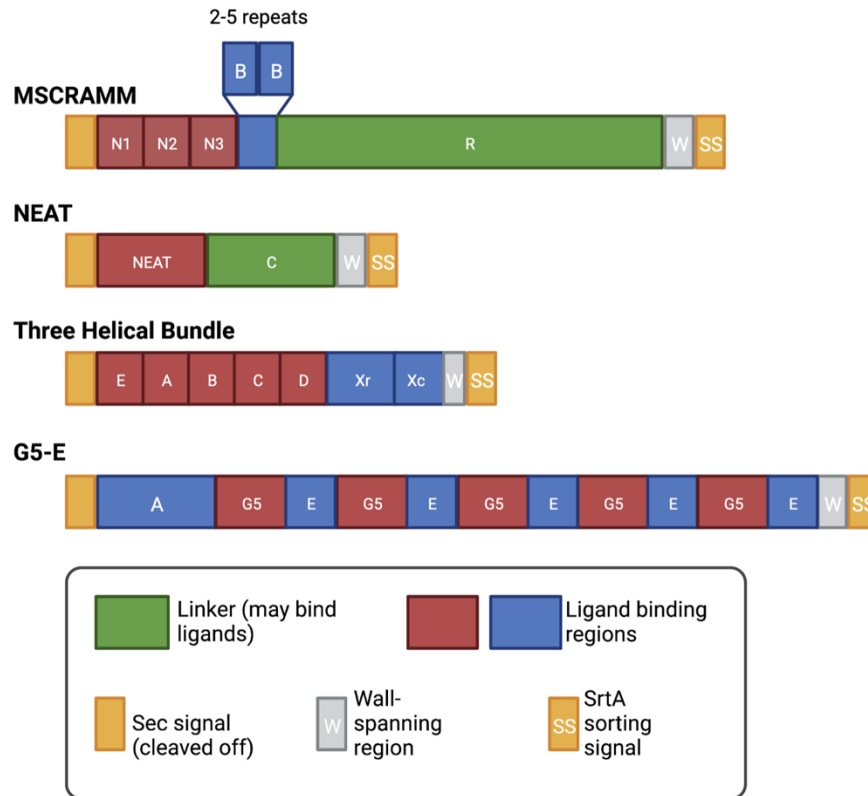 2-5 repeats
B B
MSCRAMM
N1 N2 N3 R W SS
NEAT
NEAT C W SS
Three Helical Bundle
E A B C D Xr Xc W SS
G5-E
A G5 E G5 E G5 E G5 E G5 E W SS
Linker (may bind
ligands)
Ligand binding
regions
Sec signal
(cleaved off)
W
Wall-
spanning
region
SS
SrtA
sorting
signal